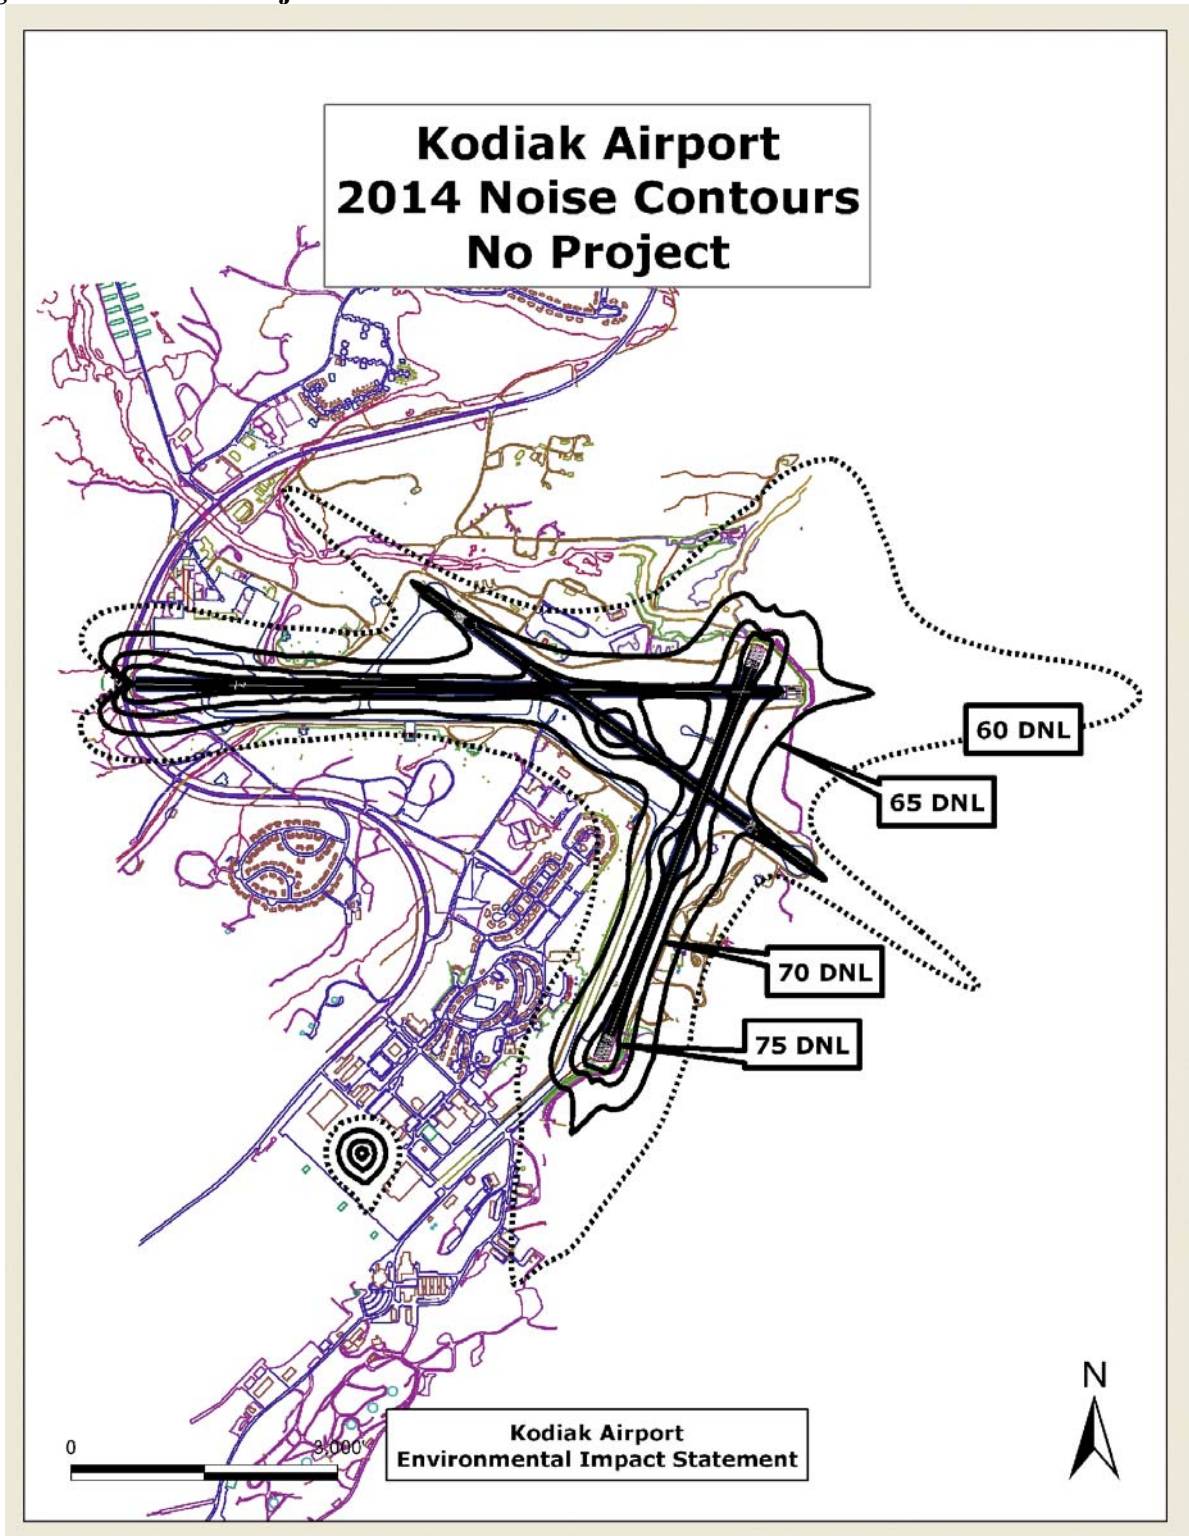 Kodiak Airport
2014 Noise Contours
No Project
60 DNL
65 DNL
70 DNL
75 DNL
N
0
3,000'
Kodiak Airport
Environmental Impact Statement